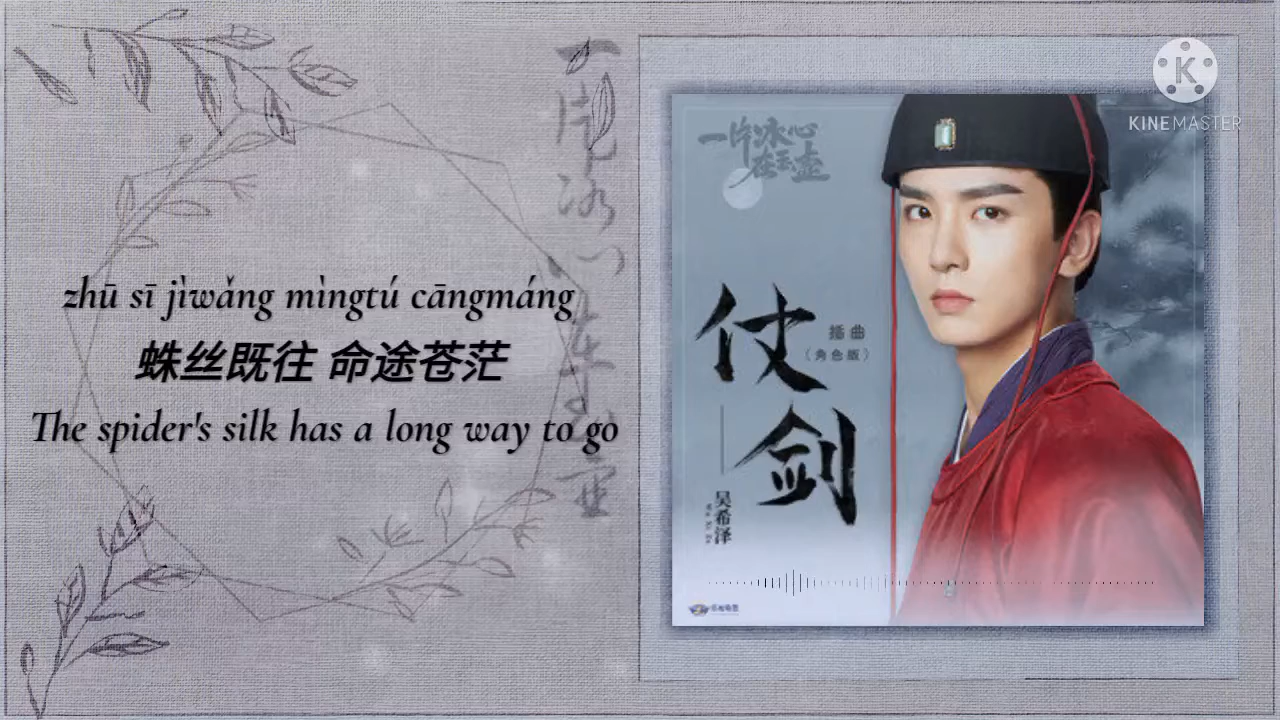 zhū sī jìwǎng mìngtú cāngmáng
蛛丝既往 命途苍茫
The spider's silk has a long way to go
一片冰心
在玉壶
仗剑
插曲
(角色版)
吴希泽
KINEMASTER